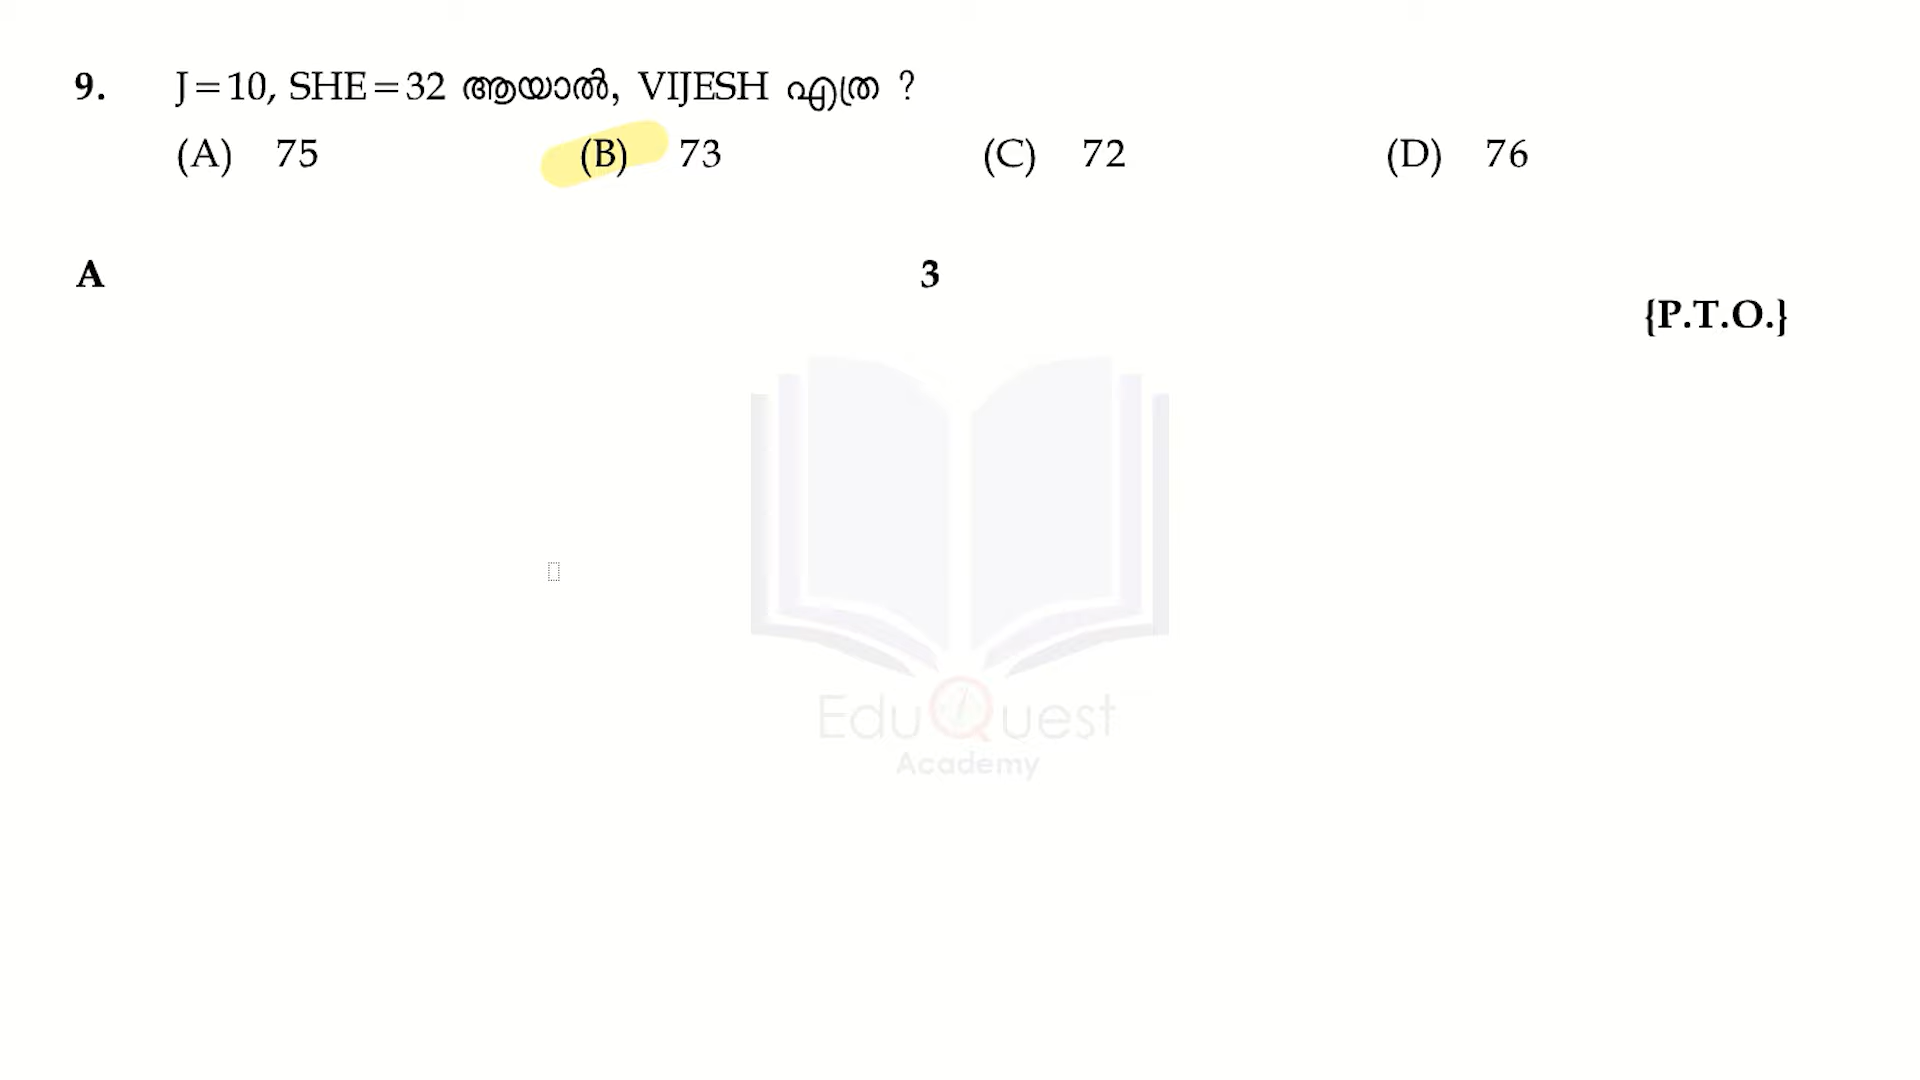 9. J=10, SHE=32 ആയാൽ, VIJESH എത്ര ?
(A) 75 (B) 73 (C) 72 (D) 76
A 3
{P.T.O.}
EduQuest
Academy